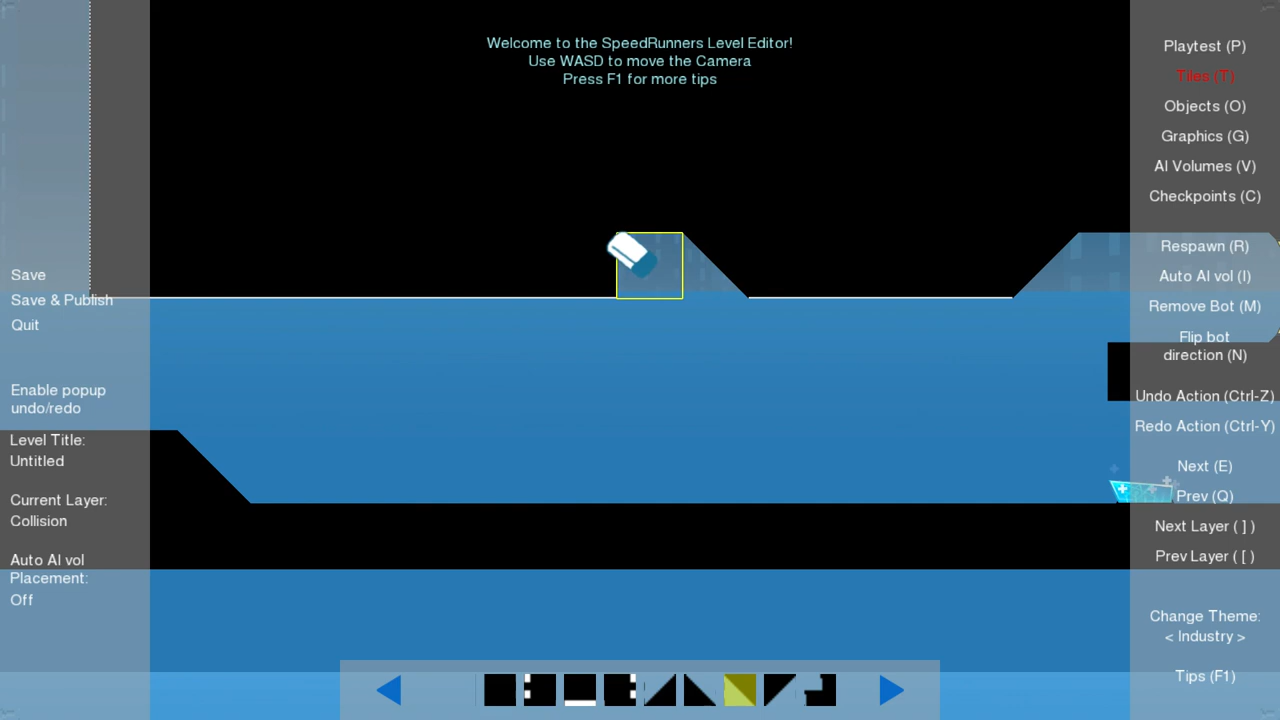 Welcome to the SpeedRunners Level Editor!
Use WASD to move the Camera
Press F1 for more tips
Save
Save & Publish
Quit
Enable popup
undo/redo
Level Title:
Untitled
Current Layer:
Collision
Auto AI vol
Placement:
Off
Playtest (P)
Tiles (T)
Objects (O)
Graphics (G)
AI Volumes (V)
Checkpoints (C)
Respawn (R)
Auto AI vol (I)
Remove Bot (M)
Flip bot
direction (N)
Undo Action (Ctrl-Z)
Redo Action (Ctrl-Y)
Next (E)
Prev (Q)
Next Layer ( ] )
Prev Layer ( [ )
Change Theme:
< Industry >
Tips (F1)